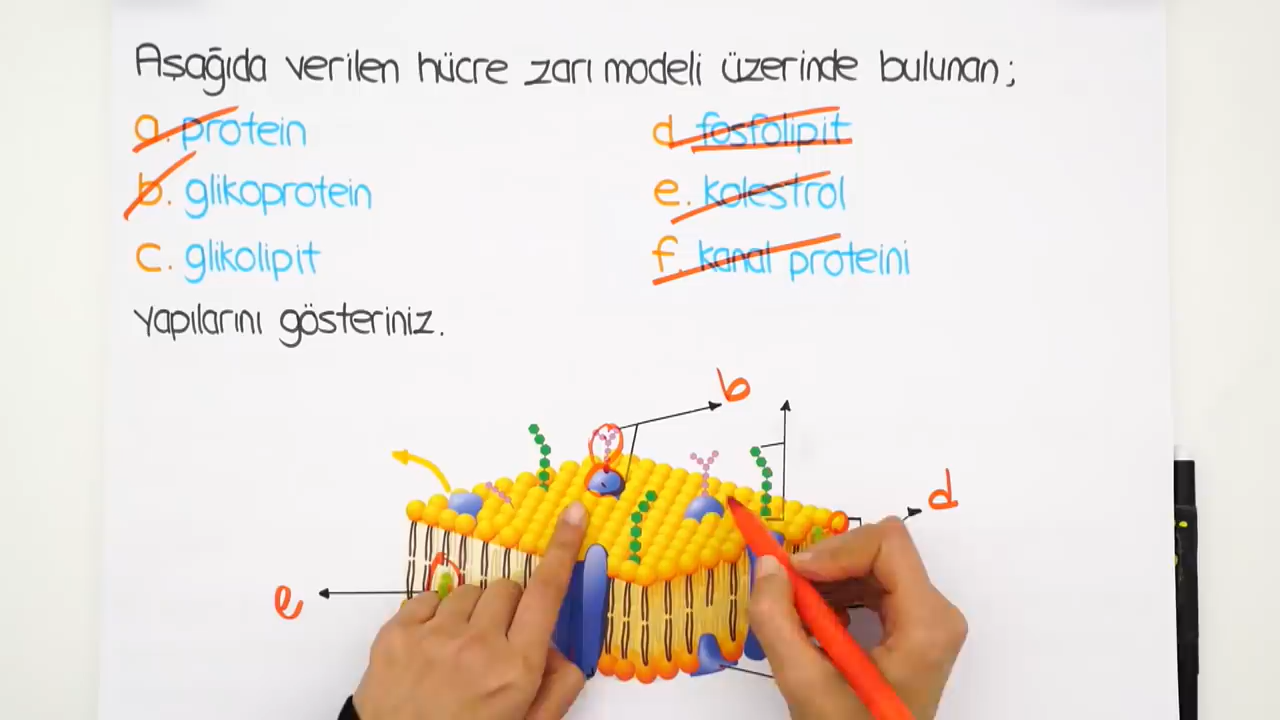 Aşağıda verilen hücre zarı modeli üzerinde bulunan;
a. protein
b. glikoprotein
c. glikolipit
d. fosfolipit
e. kolestrol
f. kanal proteini
yapılarını gösteriniz.
b
d
e